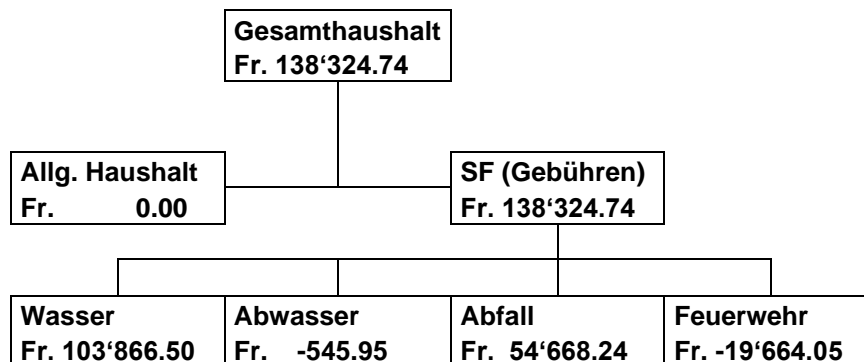 Gesamthaushalt
Fr. 138‘324.74
Allg. Haushalt
Fr. 0.00
SF (Gebühren)
Fr. 138‘324.74
Wasser
Fr. 103‘866.50
Abwasser
Fr. -545.95
Abfall
Fr. 54‘668.24
Feuerwehr
Fr. -19‘664.05